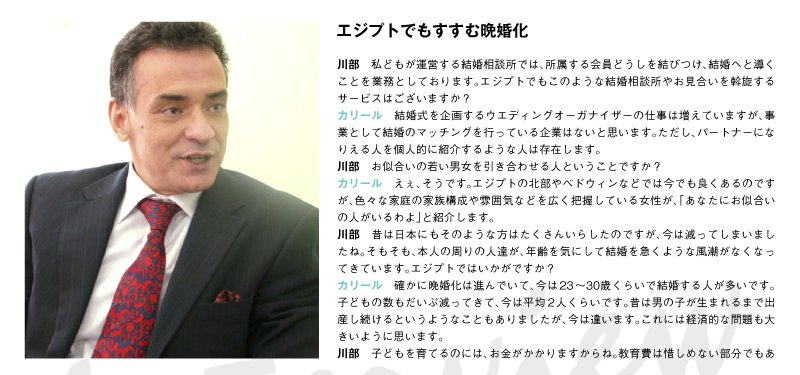 エジプトでもすすむ晩婚化
川部　私どもが運営する結婚相談所では、所属する会員どうしを結びつけ、結婚へと導く
ことを業務としております。エジプトでもこのような結婚相談所やお見合いを斡旋する
サービスはございますか？
カリール　結婚式を企画するウエディングオーガナイザーの仕事は増えていますが、事
業として結婚のマッチングを行っている企業はないと思います。ただし、パートナーにな
りえる人を個人的に紹介するような人は存在します。
川部　お似合いの若い男女を引き合わせる人ということですか？
カリール　えぇ、そうです。エジプトの北部やベドウィンなどでは今でも良くあるのです
が、色々な家庭の家族構成や雰囲気などを広く把握している女性が、「あなたにお似合い
の人がいるわよ」と紹介します。
川部　昔は日本にもそのような方はたくさんいらしたのですが、今は減ってしまいまし
たね。そもそも、本人の周りの人達が、年齢を気にして結婚を急ぐような風潮がなくなっ
てきています。エジプトではいかがですか？
カリール　確かに晩婚化は進んでいて、今は23〜30歳くらいで結婚する人が多いです。
子どもの数もだいぶ減ってきて、今は平均２人くらいです。昔は男の子が生まれるまで出
産し続けるというようなこともありましたが、今は違います。これには経済的な問題も大
きいように思います。
川部　子どもを育てるのには、お金がかかりますからね。教育費は惜しめない部分でもあ